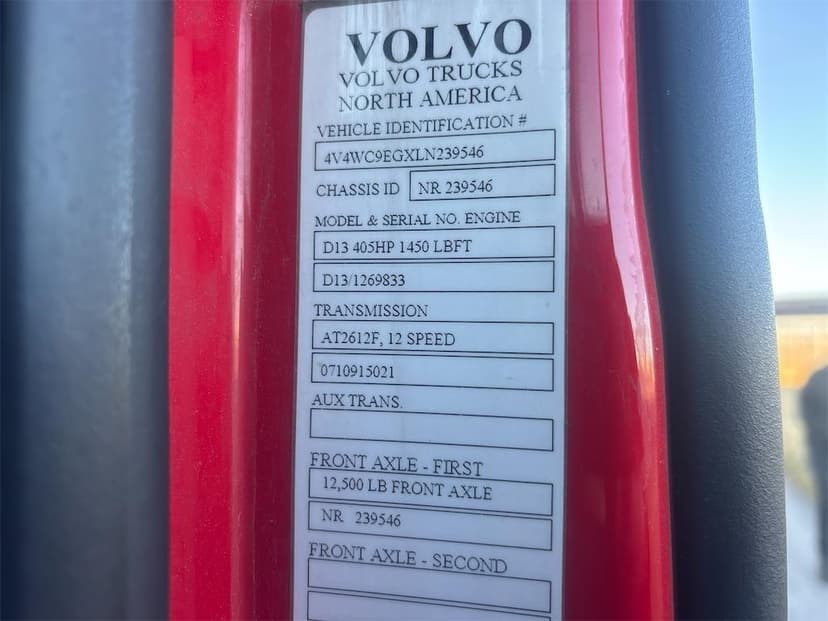 VOLVO
VOLVO TRUCKS
NORTH AMERICA
VEHICLE IDENTIFICATION #
4V4WC9EGXLN239546
CHASSIS ID NR 239546
MODEL & SERIAL NO. ENGINE
D13 405HP 1450 LBFT
D13/1269833
TRANSMISSION
AT2612F, 12 SPEED
0710915021
AUX TRANS.
FRONT AXLE - FIRST
12,500 LB FRONT AXLE
NR 239546
FRONT AXLE - SECOND